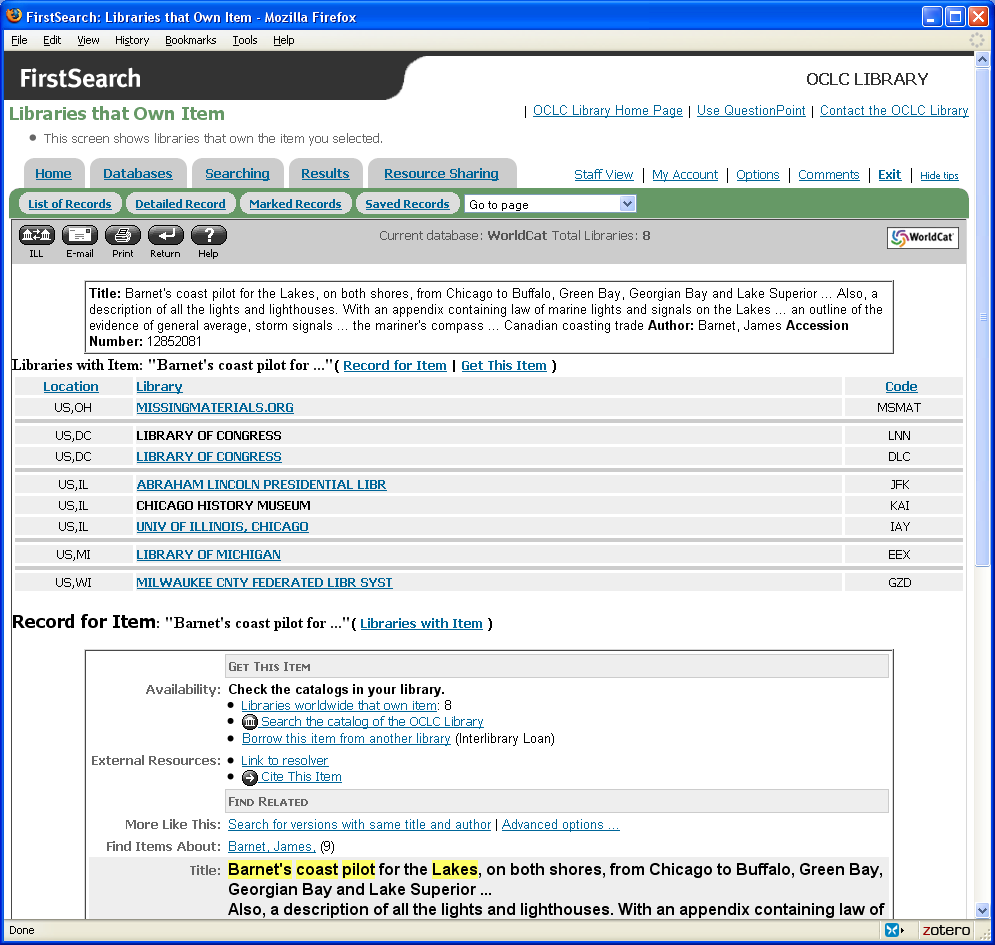 FirstSearch: Libraries that Own Item - Mozilla Firefox
File Edit View History Bookmarks Tools Help
FirstSearch
OCLC LIBRARY
Libraries that Own Item
| OCLC Library Home Page | Use QuestionPoint | Contact the OCLC Library
• This screen shows libraries that own the item you selected.
Home Databases Searching Results Resource Sharing
Staff View | My Account | Options | Comments | Exit | Hide tips
List of Records Detailed Record Marked Records Saved Records Go to page
ILL E-mail Print Return Help
Current database: WorldCat Total Libraries: 8
WorldCat
Title: Barnet's coast pilot for the Lakes, on both shores, from Chicago to Buffalo, Green Bay, Georgian Bay and Lake Superior ... Also, a
description of all the lights and lighthouses. With an appendix containing law of marine lights and signals on the Lakes ... an outline of the
evidence of general average, storm signals ... the mariner's compass ... Canadian coasting trade Author: Barnet, James Accession
Number: 12852081
Libraries with Item: "Barnet's coast pilot for ..."( Record for Item | Get This Item )
Location Library Code
US,OH MISSINGMATERIALS.ORG MSMAT
US,DC LIBRARY OF CONGRESS LNN
US,DC LIBRARY OF CONGRESS DLC
US,IL ABRAHAM LINCOLN PRESIDENTIAL LIBR JFK
US,IL CHICAGO HISTORY MUSEUM KAI
US,IL UNIV OF ILLINOIS, CHICAGO IAY
US,MI LIBRARY OF MICHIGAN EEX
US,WI MILWAUKEE CNTY FEDERATED LIBR SYST GZD
Record for Item: "Barnet's coast pilot for ..."( Libraries with Item )
GET THIS ITEM
Availability: Check the catalogs in your library.
• Libraries worldwide that own item: 8
• Search the catalog of the OCLC Library
• Borrow this item from another library (Interlibrary Loan)
External Resources: • Link to resolver
• Cite This Item
FIND RELATED
More Like This: Search for versions with same title and author | Advanced options ...
Find Items About: Barnet, James, (9)
Title: Barnet's coast pilot for the Lakes, on both shores, from Chicago to Buffalo, Green Bay,
Georgian Bay and Lake Superior ...
Also, a description of all the lights and lighthouses. With an appendix containing law of
Done
zotero